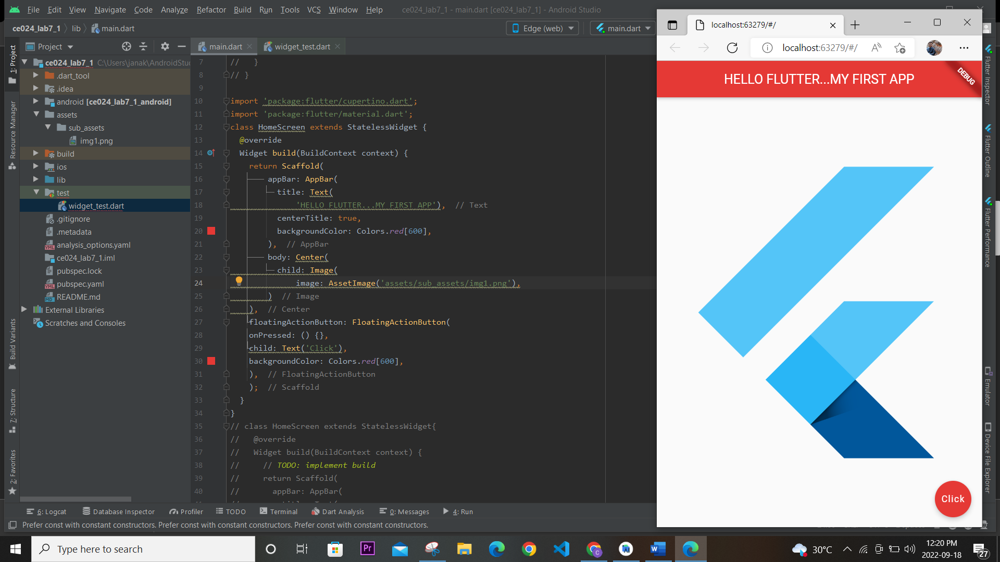 File Edit View Navigate Code Analyze Refactor Build Run Tools VCS Window Help ce024_lab7_1 - main.dart [ce024_lab7_1] - Android Studio
ce024_lab7_1 lib main.dart Edge (web) main.dart
Project
main.dart widget_test.dart
1: Project
Resource Manager
Build Variants
7: Structure
2: Favorites
ce024_lab7_1 C:\Users\janak\AndroidStu
.dart_tool
.idea
android [ce024_lab7_1_android]
assets
sub_assets
img1.png
build
ios
lib
test
widget_test.dart
.gitignore
.metadata
analysis_options.yaml
ce024_lab7_1.iml
pubspec.lock
pubspec.yaml
README.md
External Libraries
Scratches and Consoles
7 // }
8 // }
9
10 import 'package:flutter/cupertino.dart';
11 import 'package:flutter/material.dart';
12 class HomeScreen extends StatelessWidget {
13 @override
14 Widget build(BuildContext context) {
15 return Scaffold(
16 appBar: AppBar(
17 title: Text(
18 'HELLO FLUTTER...MY FIRST APP'), // Text
19 centerTitle: true,
20 backgroundColor: Colors.red[600],
21 ), // AppBar
22 body: Center(
23 child: Image(
24 image: AssetImage('assets/sub_assets/img1.png'),
25 ) // Image
26 ), // Center
27 floatingActionButton: FloatingActionButton(
28 onPressed: () {},
29 child: Text('Click'),
30 backgroundColor: Colors.red[600],
31 ), // FloatingActionButton
32 ); // Scaffold
33 }
34 }
35 // class HomeScreen extends StatelessWidget{
36 // @override
37 // Widget build(BuildContext context) {
38 // // TODO: implement build
39 // return Scaffold(
40 // appBar: AppBar(
6: Logcat Database Inspector Profiler TODO Terminal Dart Analysis 0: Messages 4: Run
Prefer const with constant constructors. Prefer const with constant constructors. Prefer const with constant constructors.
localhost:63279/#/
localhost:63279/#/
HELLO FLUTTER...MY FIRST APP
DEBUG
Click
Flutter Inspector
Flutter Outline
Flutter Performance
Emulator
Device File Explorer
Type here to search
Pr
30°C
12:20 PM
2022-09-18
27